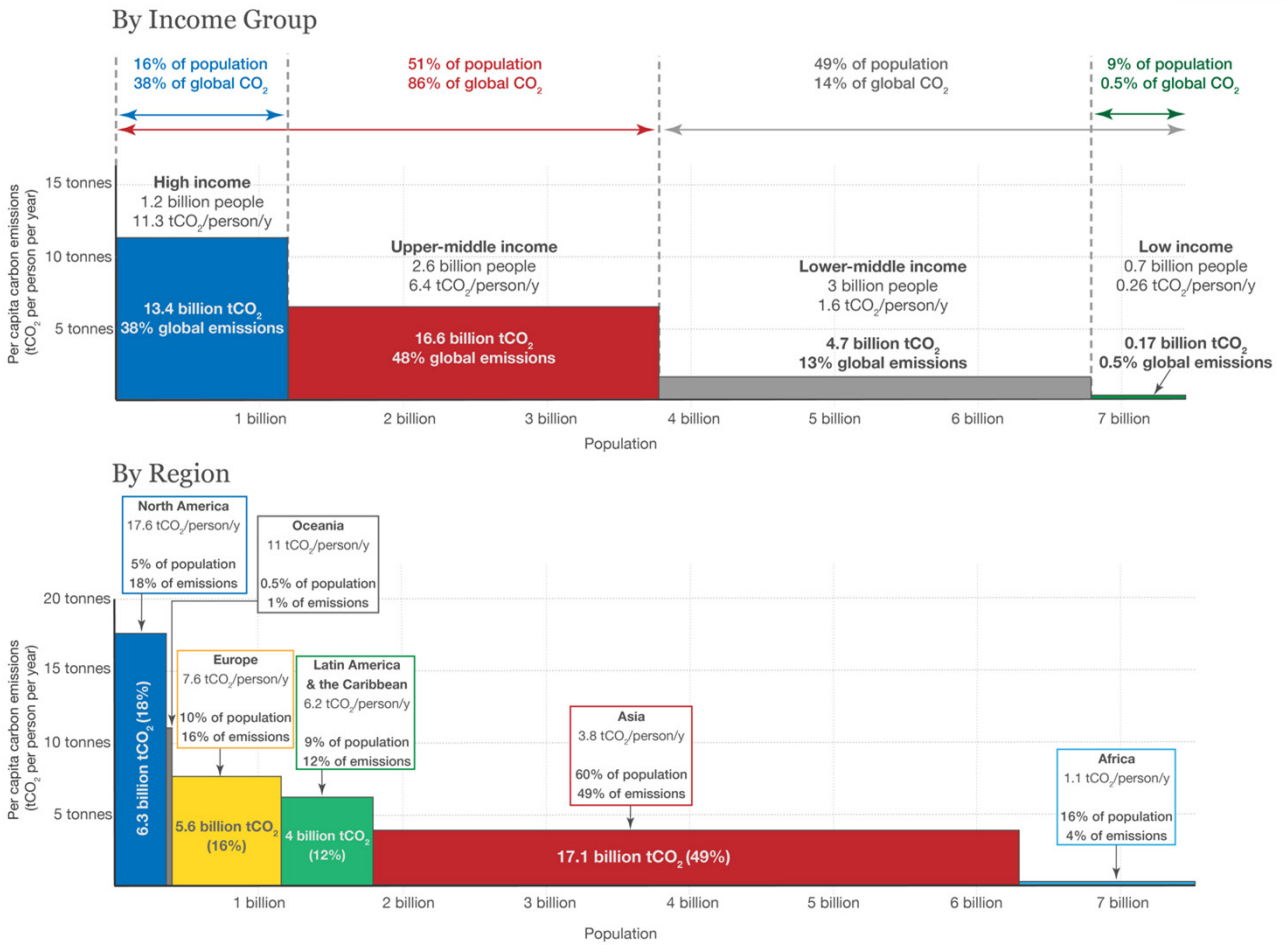 By Income Group
16% of population
38% of global CO₂
51% of population
86% of global CO₂
49% of population
14% of global CO₂
9% of population
0.5% of global CO₂
Per capita carbon emissions
(tCO₂ per person per year)
15 tonnes
10 tonnes
5 tonnes
High income
1.2 billion people
11.3 tCO₂/person/y
13.4 billion tCO₂
38% global emissions
Upper-middle income
2.6 billion people
6.4 tCO₂/person/y
16.6 billion tCO₂
48% global emissions
Lower-middle income
3 billion people
1.6 tCO₂/person/y
4.7 billion tCO₂
13% global emissions
Low income
0.7 billion people
0.26 tCO₂/person/y
0.17 billion tCO₂
0.5% global emissions
1 billion
2 billion
3 billion
4 billion
5 billion
6 billion
7 billion
Population
By Region
Per capita carbon emissions
(tCO₂ per person per year)
20 tonnes
15 tonnes
10 tonnes
5 tonnes
North America
17.6 tCO₂/person/y
5% of population
18% of emissions
6.3 billion tCO₂ (18%)
Oceania
11 tCO₂/person/y
0.5% of population
1% of emissions
Europe
7.6 tCO₂/person/y
10% of population
16% of emissions
5.6 billion tCO₂
(16%)
Latin America
& the Caribbean
6.2 tCO₂/person/y
9% of population
12% of emissions
4 billion tCO₂
(12%)
Asia
3.8 tCO₂/person/y
60% of population
49% of emissions
17.1 billion tCO₂ (49%)
Africa
1.1 tCO₂/person/y
16% of population
4% of emissions
1 billion
2 billion
3 billion
4 billion
5 billion
6 billion
7 billion
Population